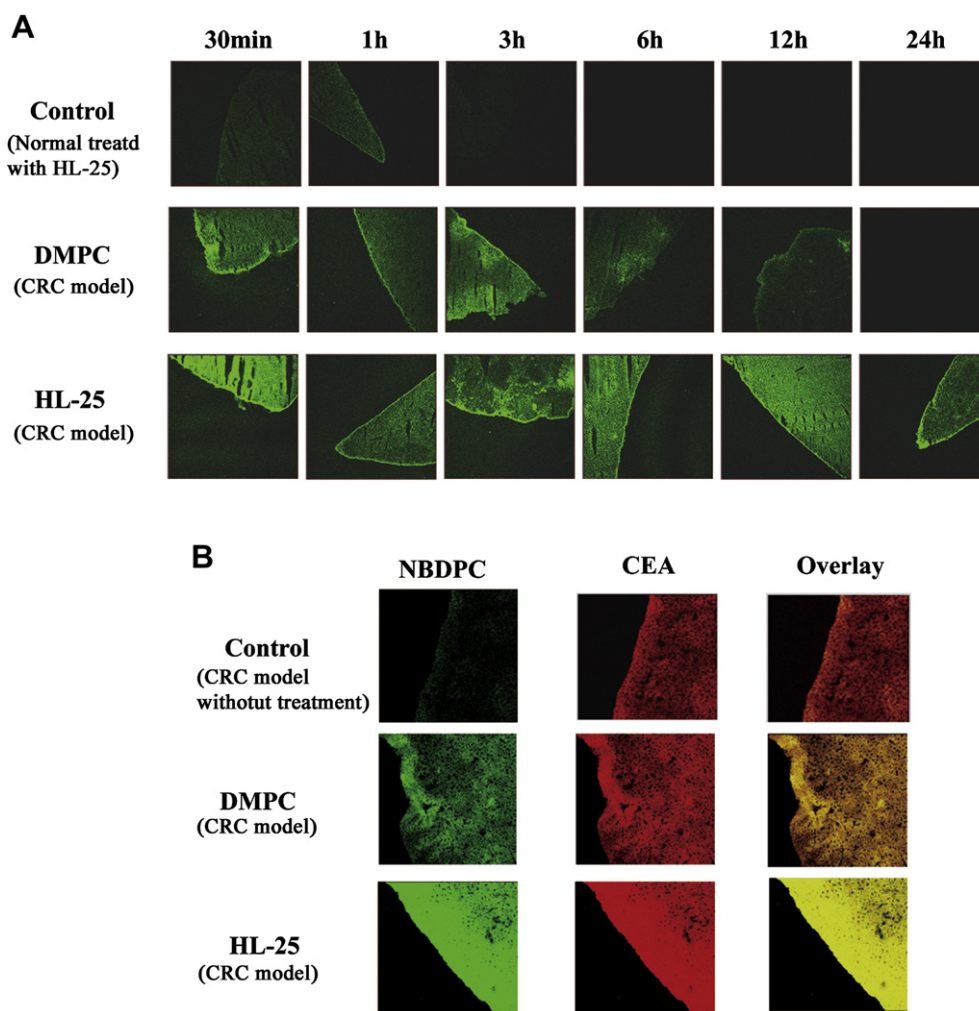 A
30min 1h 3h 6h 12h 24h
Control
(Normal treatd
with HL-25)
DMPC
(CRC model)
HL-25
(CRC model)
B
NBDPC CEA Overlay
Control
(CRC model
withotut treatment)
DMPC
(CRC model)
HL-25
(CRC model)